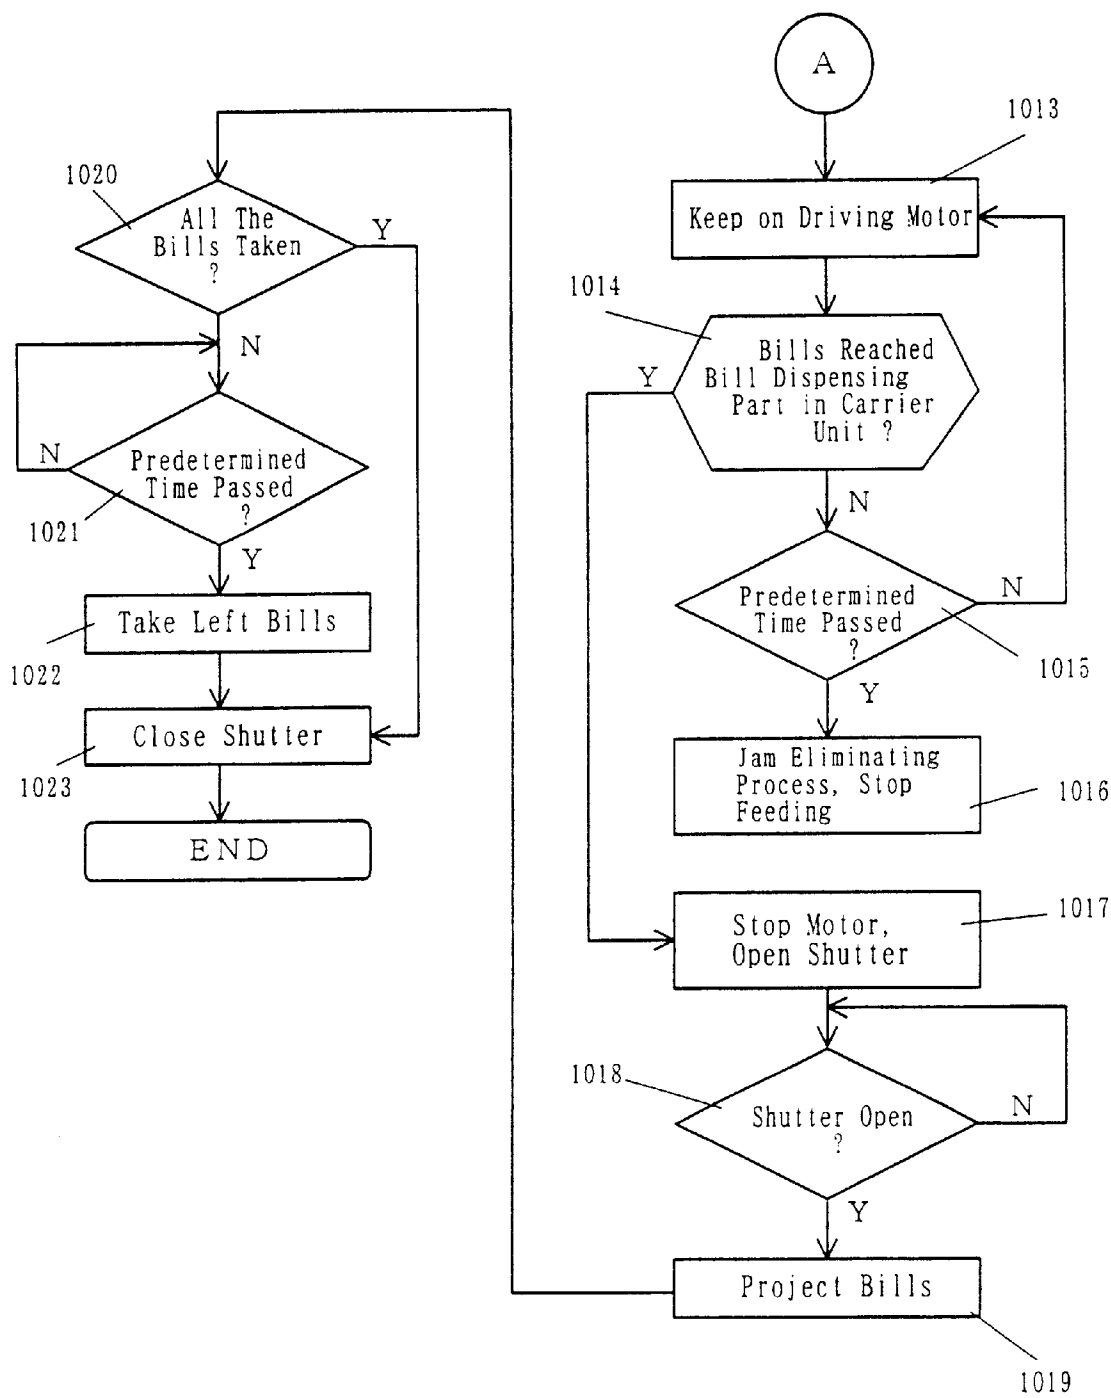 A
1013
Keep on Driving Motor
1014
Bills Reached
Bill Dispensing
Part in Carrier
Unit ?
Y
N
Predetermined
Time Passed
?
N
1015
Y
Jam Eliminating
Process, Stop
Feeding
1016
Stop Motor,
Open Shutter
1017
1018
Shutter Open
?
N
Y
Project Bills
1019
1020
All The
Bills Taken
?
Y
N
N
Predetermined
Time Passed
?
1021
Y
Take Left Bills
1022
Close Shutter
1023
END